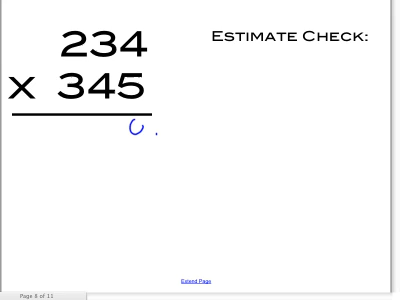 234
Estimate Check:
x 345
Extend Page
Page 8 of 11